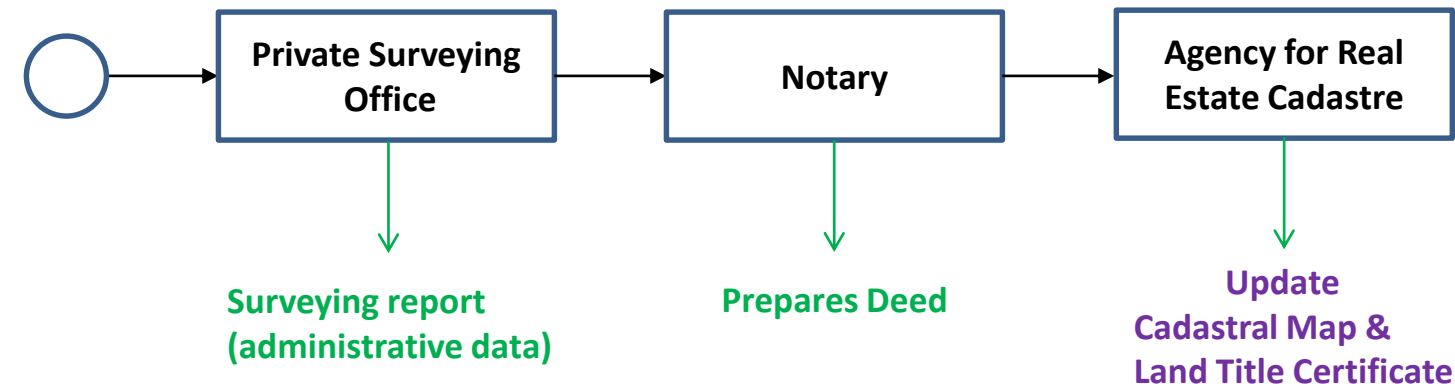 Private Surveying
Office
Notary
Agency for Real
Estate Cadastre
Surveying report
(administrative data)
Prepares Deed
Update
Cadastral Map &
Land Title Certificate